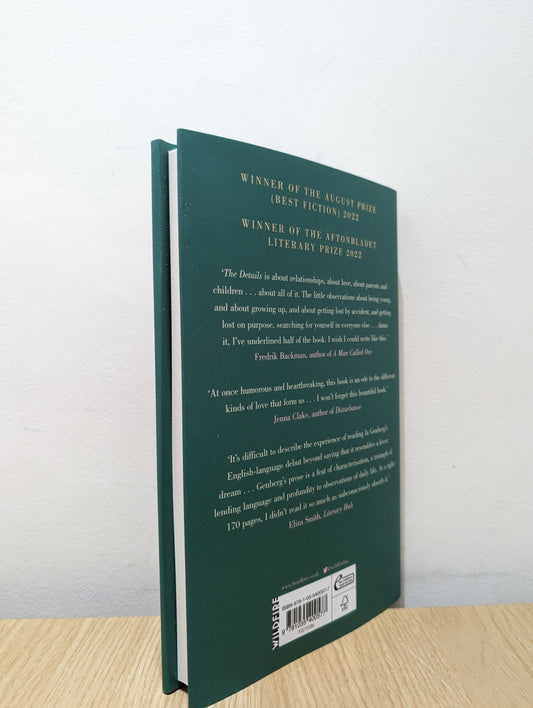 WINNER OF THE AUGUST PRIZE
(BEST FICTION) 2022
WINNER OF THE AFTONBLADET
LITERARY PRIZE 2022
'The Details is about relationships, about love, about parents and
children . . . about all of it. The little observations about being young,
and about growing up, and about getting lost by accident, and getting
lost on purpose, searching for yourself in everyone else . . . damn
it, I've underlined half of the book. I wish I could write like this.'
Fredrik Backman, author of A Man Called Ove
'At once humorous and heartbreaking, this book is an ode to the different
kinds of love that form us . . . I won't forget this beautiful book.'
Jenna Clake, author of Disturbance
'It's difficult to describe the experience of reading Ia Genberg's
English-language debut beyond saying that it resembles a fever
dream . . . Genberg's prose is a feat of characterisation, a triumph of
lending language and profundity to observations of daily life. At a tight
170 pages, I didn't read it so much as subconsciously absorb it.'
Eliza Smith, Literary Hub
www.headline.co.uk
WILDFIRE
FICTION
FSC